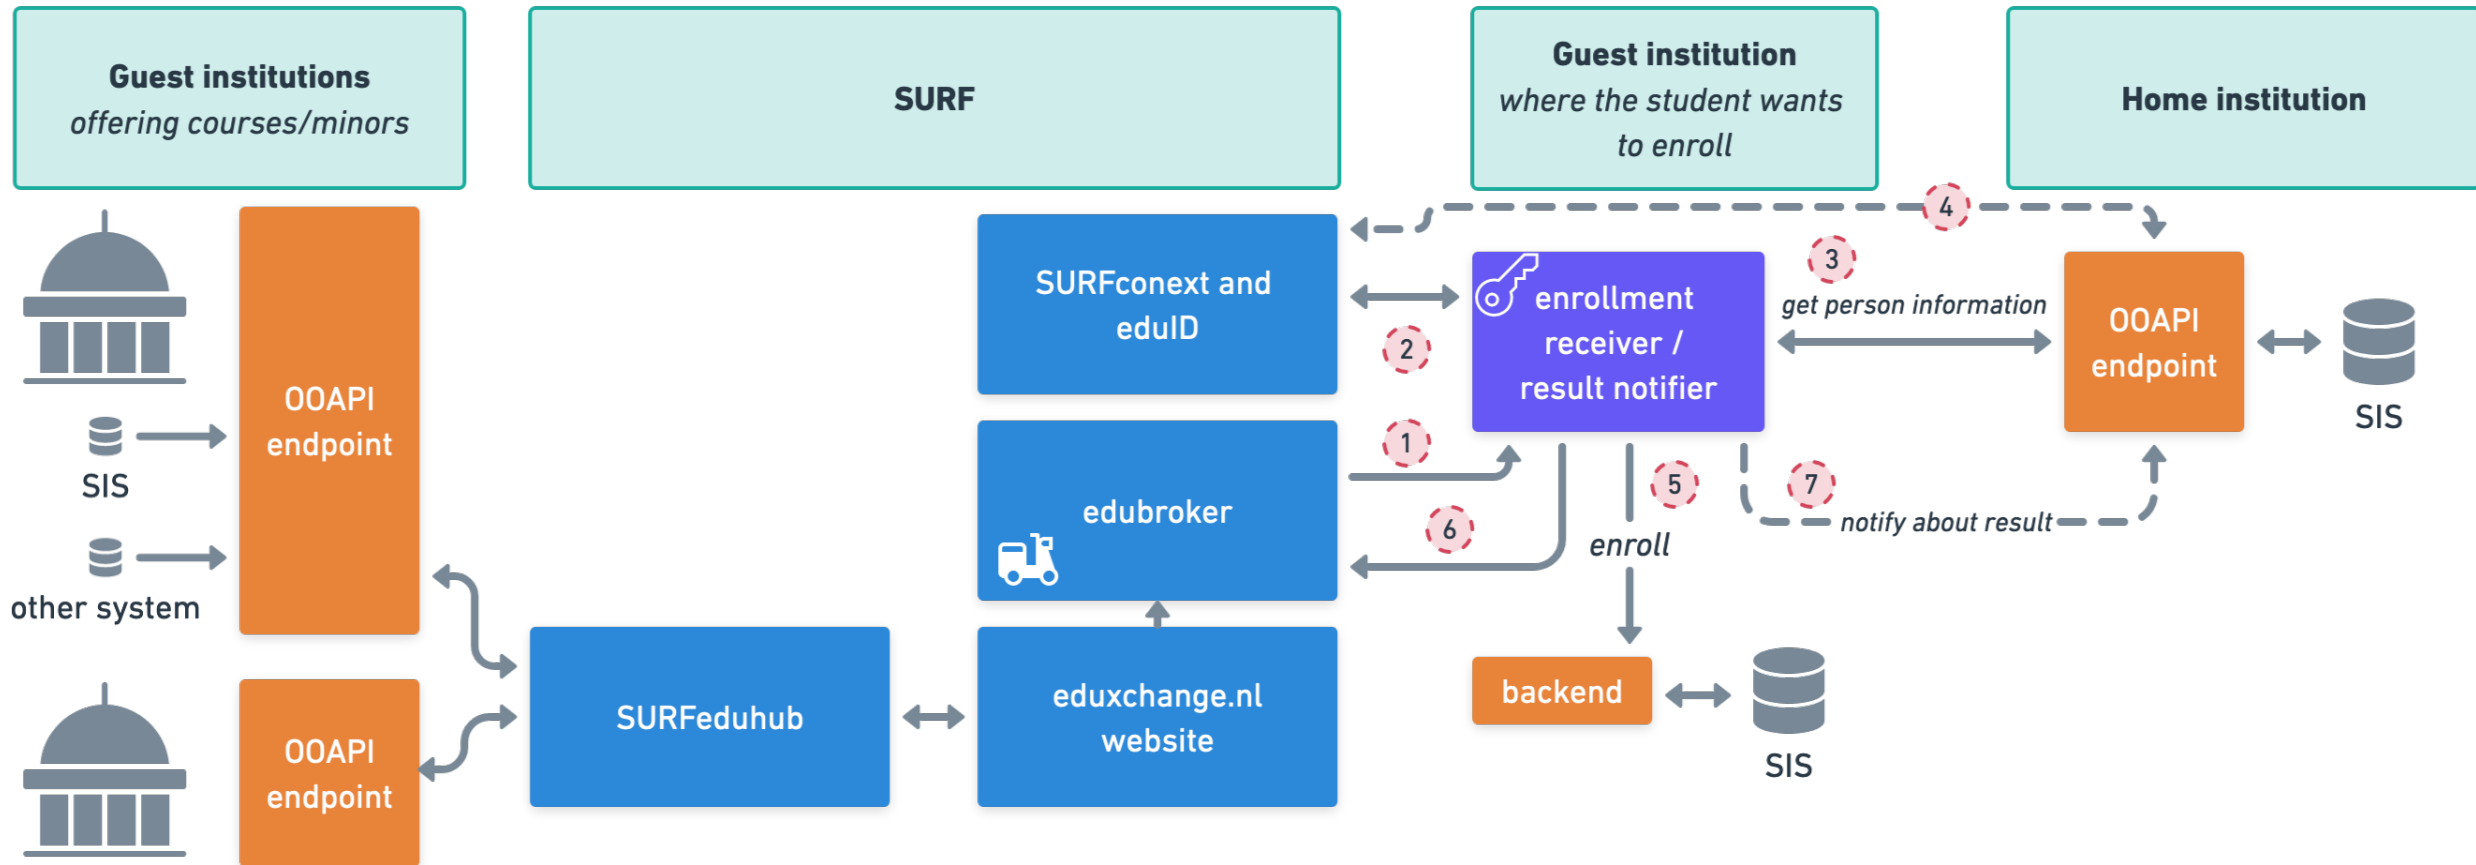 Guest institutions
offering courses/minors
SURF
Guest institution
where the student wants
to enroll
Home institution
OOAPI
endpoint
SIS
other system
OOAPI
endpoint
SURFeduhub
SURFconext and
eduID
edubroker
eduxchange.nl
website
1
2
3
4
5
6
7
enrollment
receiver /
result notifier
get person information
enroll
notify about result
backend
SIS
OOAPI
endpoint
SIS